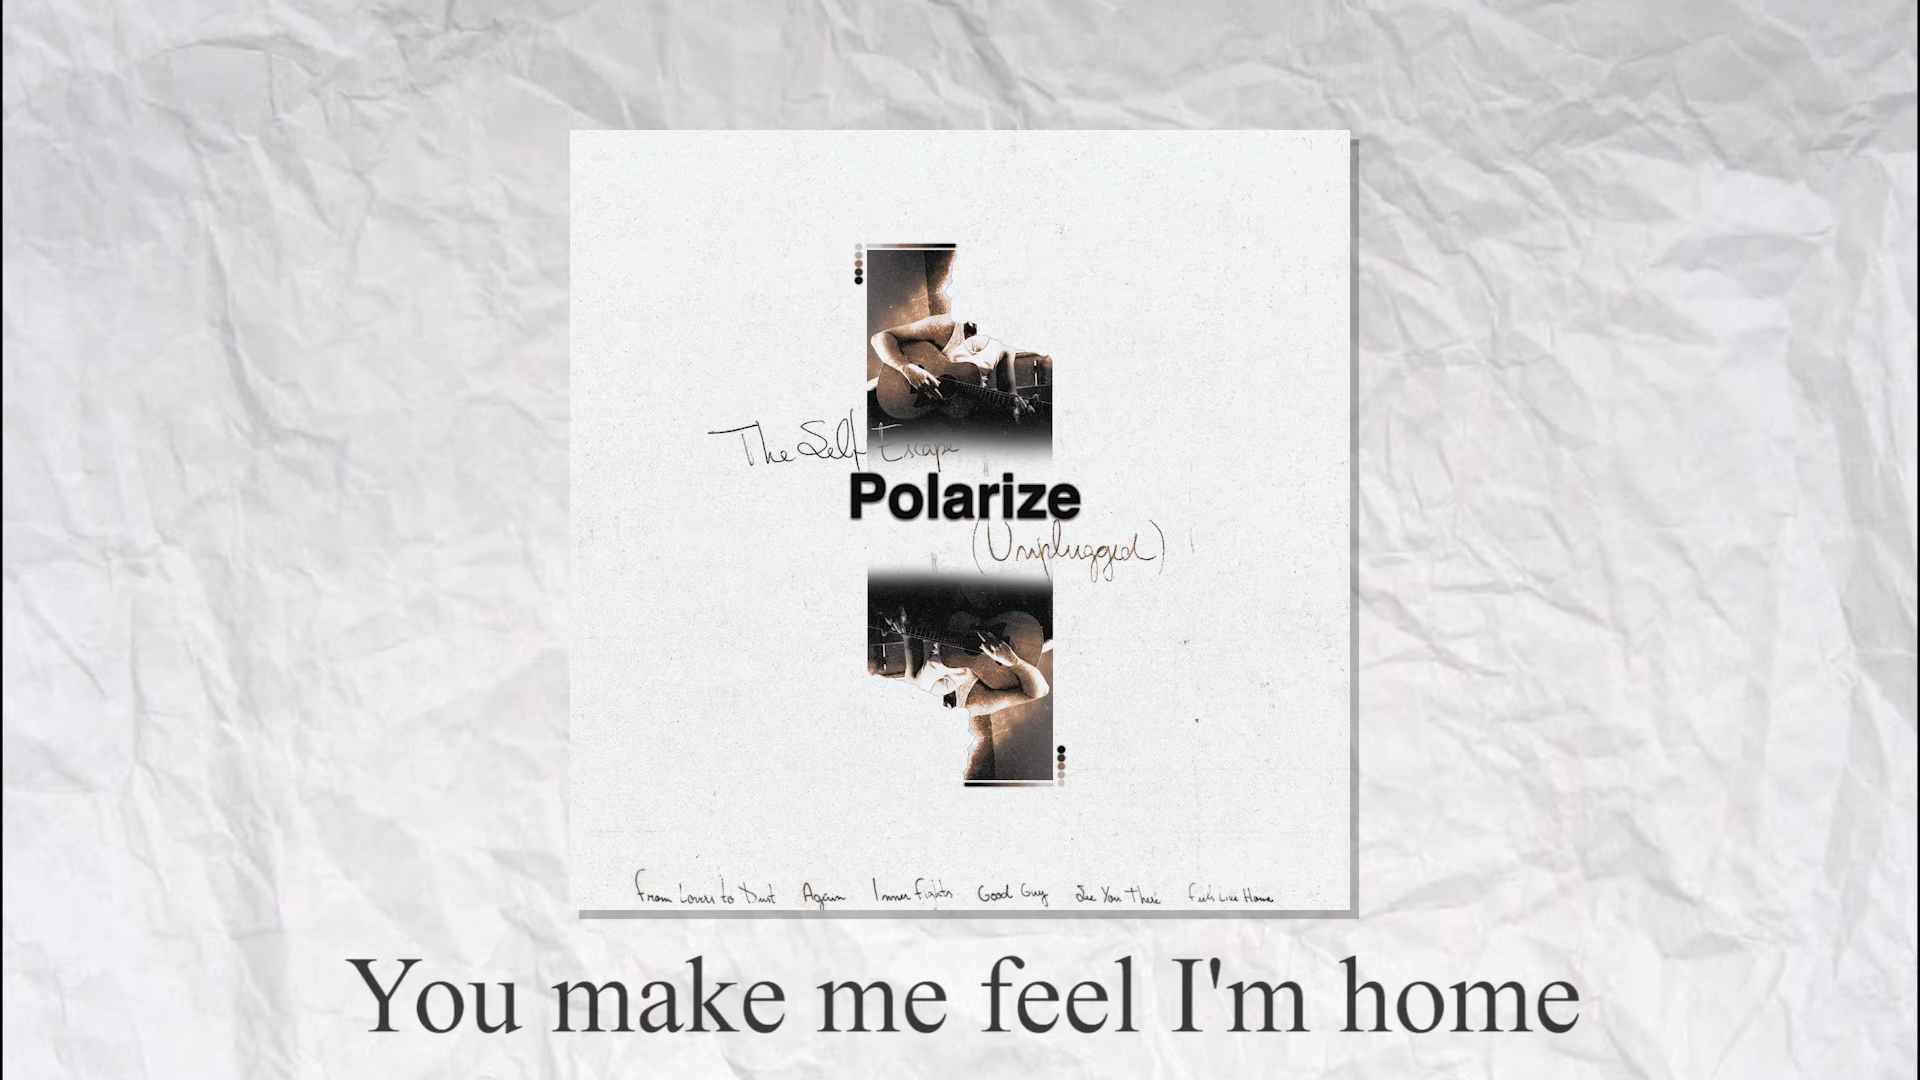 The Self Escape
Polarize
(Unplugged)
From Lovers to Dust Again Inner Fights Good Guy See You There Feels Like Home
You make me feel I'm home